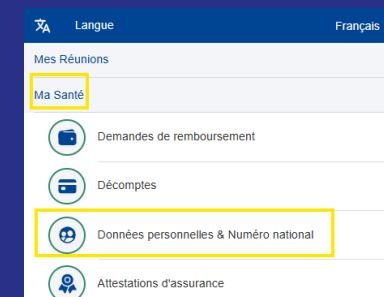 Langue Français
Mes Réunions
Ma Santé
Demandes de remboursement
Décomptes
Données personnelles & Numéro national
Attestations d'assurance